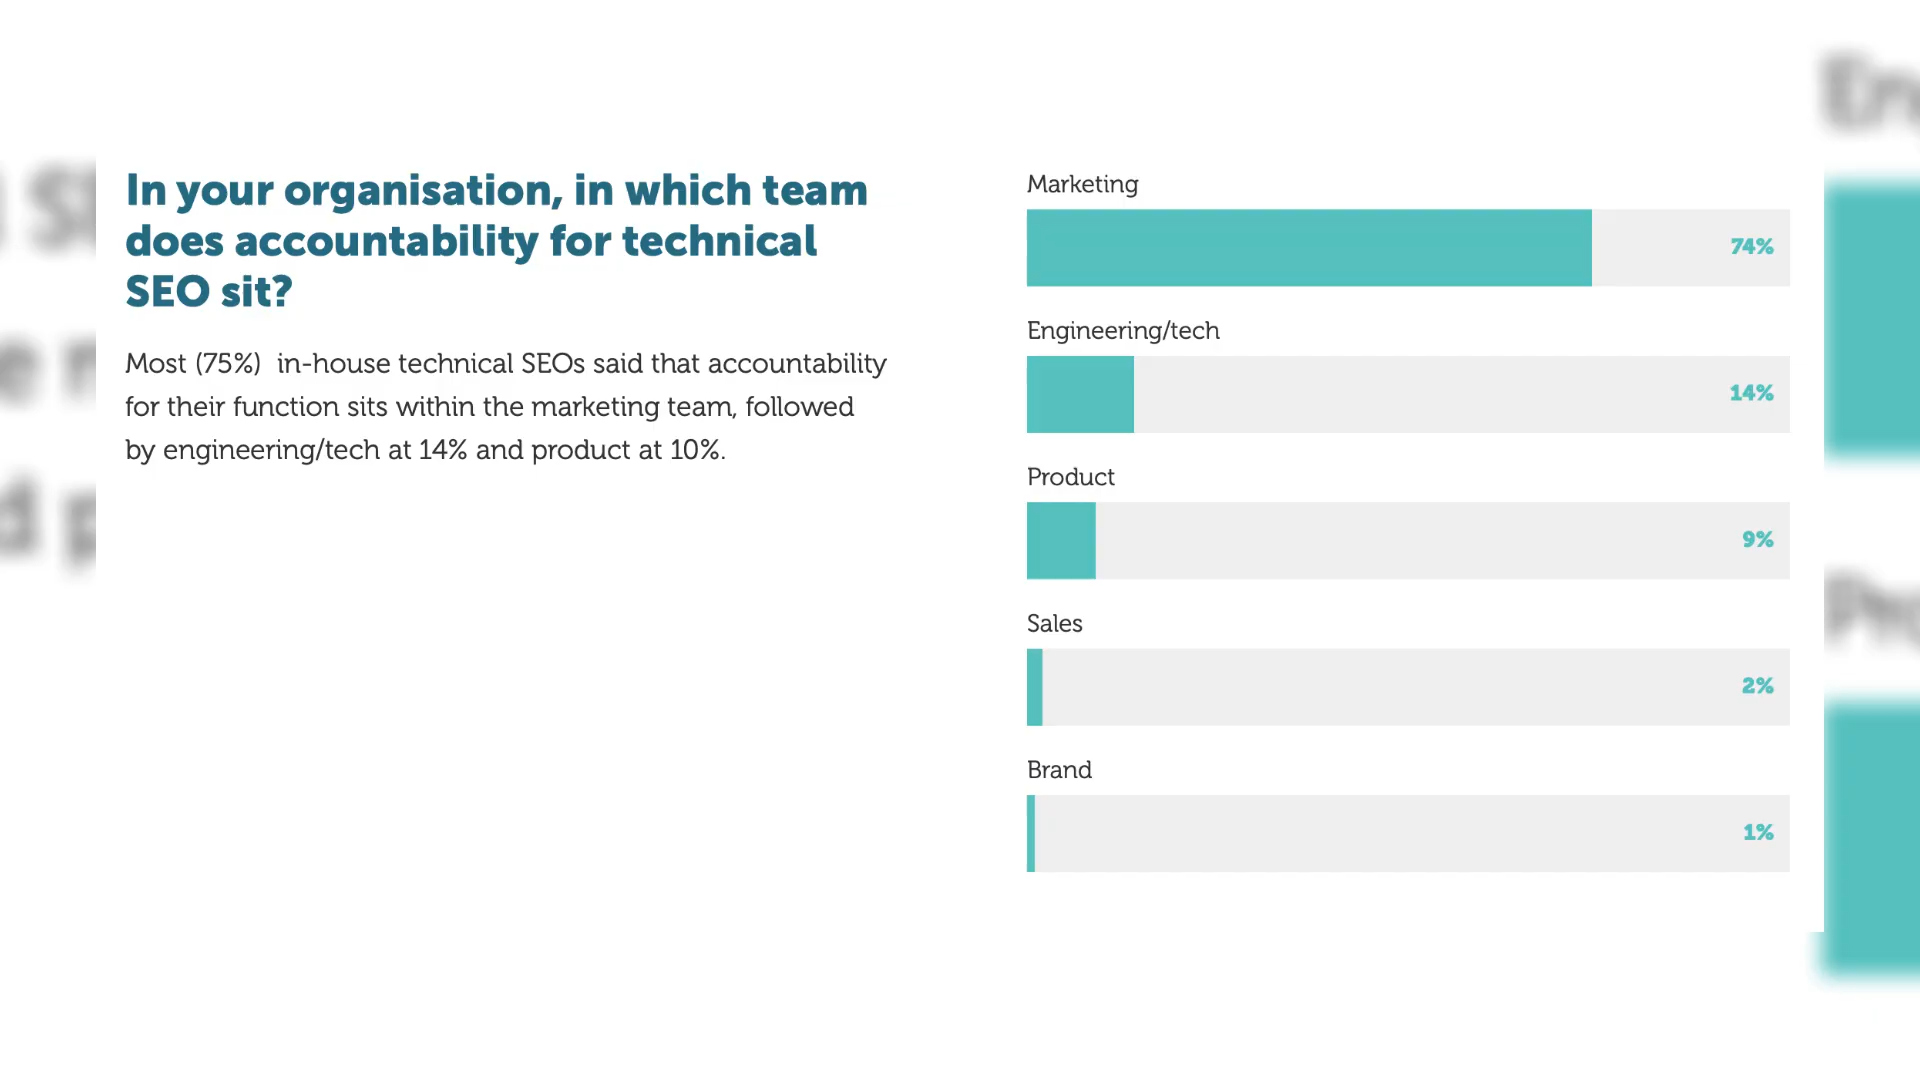 In your organisation, in which team
does accountability for technical
SEO sit?
Most (75%)  in-house technical SEOs said that accountability
for their function sits within the marketing team, followed
by engineering/tech at 14% and product at 10%.
Marketing
74%
Engineering/tech
14%
Product
9%
Sales
2%
Brand
1%